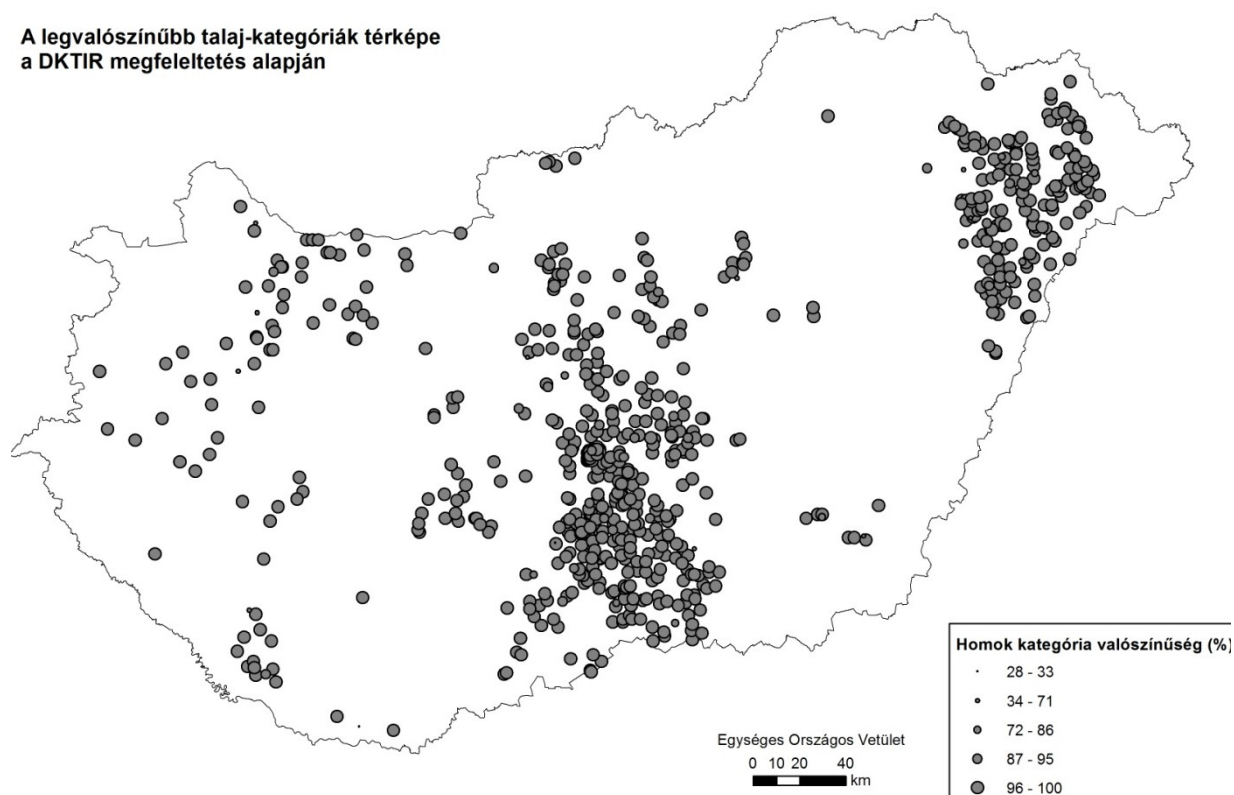 A legvalószínűbb talaj-kategóriák térképe
a DKTIR megfeleltetés alapján
Homok kategória valószínűség (%)
28 - 33
34 - 71
72 - 86
87 - 95
96 - 100
Egységes Országos Vetület
0 10 20 40
km